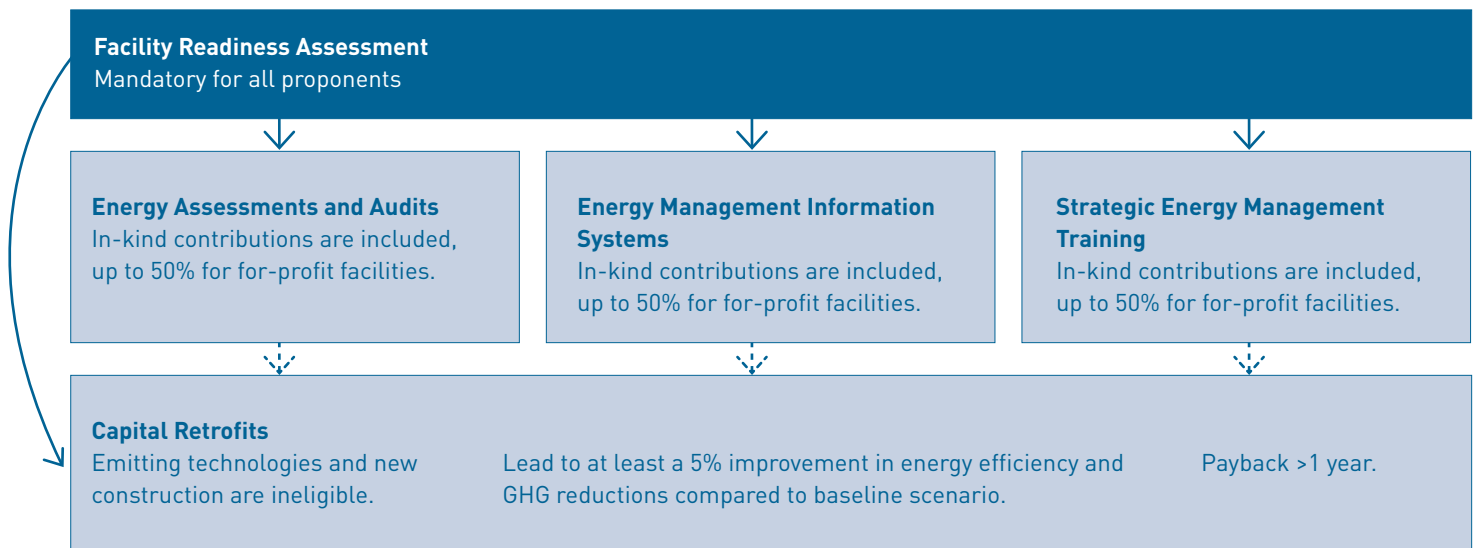 Facility Readiness Assessment
Mandatory for all proponents
Energy Assessments and Audits
In-kind contributions are included,
up to 50% for for-profit facilities.
Energy Management Information
Systems
In-kind contributions are included,
up to 50% for for-profit facilities.
Strategic Energy Management
Training
In-kind contributions are included,
up to 50% for for-profit facilities.
Capital Retrofits
Emitting technologies and new
construction are ineligible.
Lead to at least a 5% improvement in energy efficiency and
GHG reductions compared to baseline scenario.
Payback >1 year.